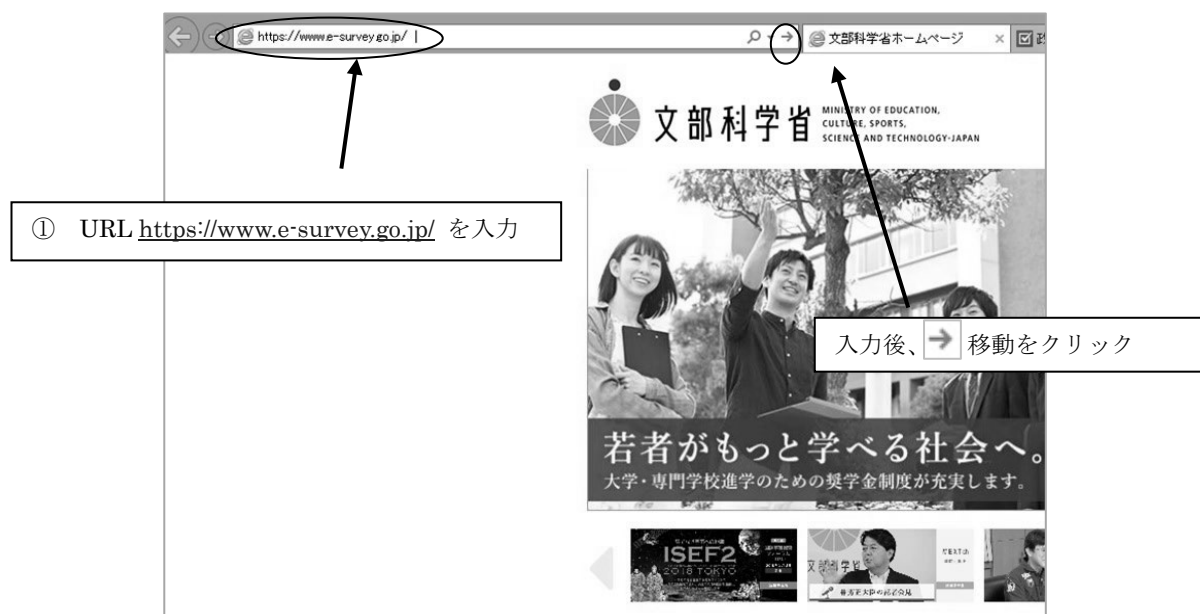 https://www.e-survey.go.jp/
文部科学省ホームページ
文部科学省
MINISTRY OF EDUCATION,
CULTURE, SPORTS,
SCIENCE AND TECHNOLOGY-JAPAN
① URL https://www.e-survey.go.jp/ を入力
入力後、→ 移動をクリック
若者がもっと学べる社会へ。
大学・専門学校進学のための奨学金制度が充実します。
ISEF2
2018 TOKYO
文部科学省